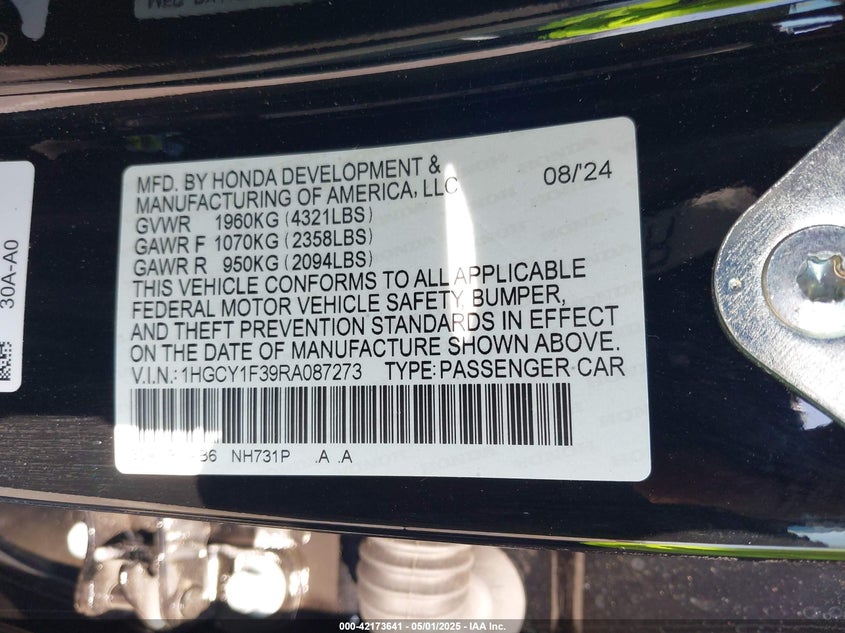 MFD. BY HONDA DEVELOPMENT &
MANUFACTURING OF AMERICA, LLC 08/'24
GVWR 1960KG (4321LBS)
GAWR F 1070KG (2358LBS)
GAWR R 950KG (2094LBS)
THIS VEHICLE CONFORMS TO ALL APPLICABLE
FEDERAL MOTOR VEHICLE SAFETY, BUMPER,
AND THEFT PREVENTION STANDARDS IN EFFECT
ON THE DATE OF MANUFACTURE SHOWN ABOVE.
V.I.N.: 1HGCY1F39RA087273 TYPE: PASSENGER CAR
NH731P .A .A
30A-A0
000-42173641 - 05/01/2025 - IAA Inc.